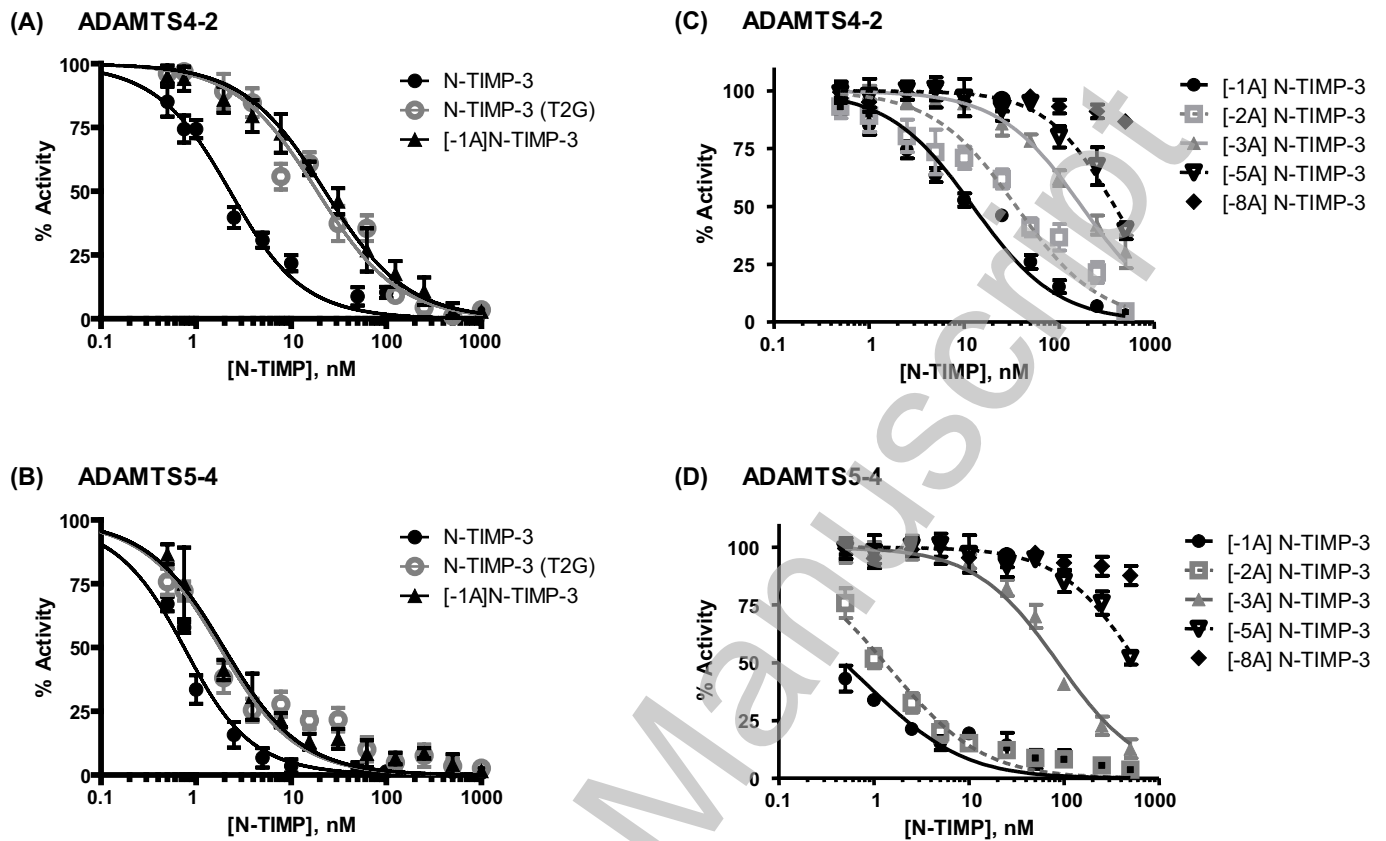 (A) ADAMTS4-2
100
75
50
25
0
% Activity
0.1 1 10 100 1000
[N-TIMP], nM
N-TIMP-3
N-TIMP-3 (T2G)
[-1A]N-TIMP-3
(C) ADAMTS4-2
100
75
50
25
0
% Activity
0.1 1 10 100 1000
[N-TIMP], nM
[-1A] N-TIMP-3
[-2A] N-TIMP-3
[-3A] N-TIMP-3
[-5A] N-TIMP-3
[-8A] N-TIMP-3
(B) ADAMTS5-4
100
75
50
25
0
% Activity
0.1 1 10 100 1000
[N-TIMP], nM
N-TIMP-3
N-TIMP-3 (T2G)
[-1A]N-TIMP-3
(D) ADAMTS5-4
100
75
50
25
0
% Activity
0.1 1 10 100 1000
[N-TIMP], nM
[-1A] N-TIMP-3
[-2A] N-TIMP-3
[-3A] N-TIMP-3
[-5A] N-TIMP-3
[-8A] N-TIMP-3
Manuscript